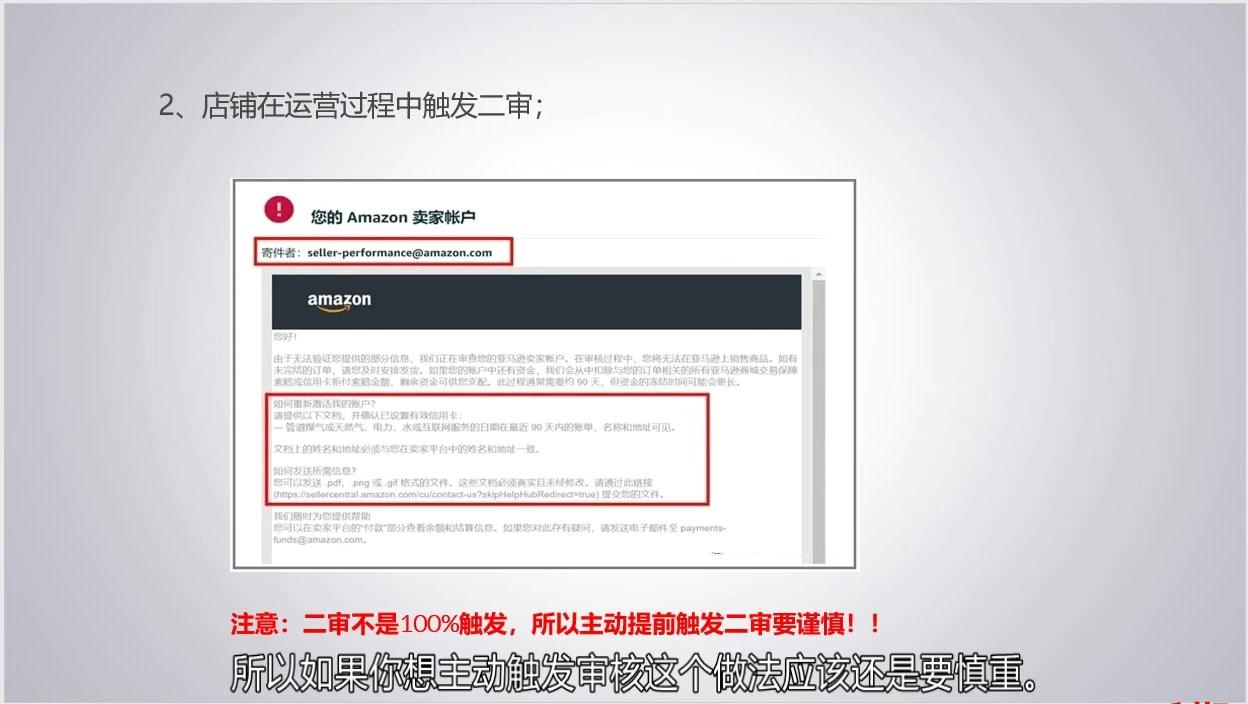 2、店铺在运营过程中触发二审；
您的 Amazon 卖家帐户
寄件者：seller-performance@amazon.com
amazon
您好！
由于无法验证您提供的部分信息，我们正在审查您的亚马逊卖家帐户。在审核过程中，您将无法在亚马逊上销售商品。如有
未完结的订单，请您及时安排发货。如果您的账户中还有资金，我们会从中扣除与您的订单相关的所有亚马逊商城交易保障
索赔或信用卡拒付索赔金额，剩余资金可供您支配。此过程通常需要约 90 天，但资金的冻结时间可能会更长。
如何重新激活我的账户？
请提供以下文档，并确认已设置有效信用卡：
— 管道煤气或天然气、电力、水或互联网服务的日期在最近 90 天内的账单，名称和地址可见。
文档上的姓名和地址必须与您在卖家平台中的姓名和地址一致。
如何发送所需信息？
您可以发送 .pdf、.png 或 .gif 格式的文件。这些文档必须真实且未经修改。请通过此链接
(https://sellercentral.amazon.com/cu/contact-us?skipHelpHubRedirect=true) 提交您的文件。
我们随时为您提供帮助
您可以在卖家平台的“付款”部分查看余额和结算信息。如果您对此存有疑问，请发送电子邮件至 payments-
funds@amazon.com。
注意：二审不是100%触发，所以主动提前触发二审要谨慎！！
所以如果你想主动触发审核这个做法应该还是要慎重。